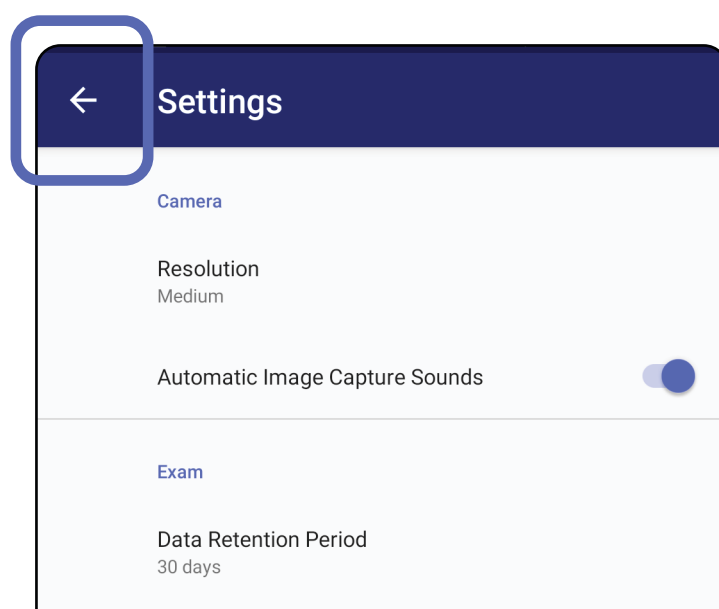 Settings
Camera
Resolution
Medium
Automatic Image Capture Sounds
Exam
Data Retention Period
30 days